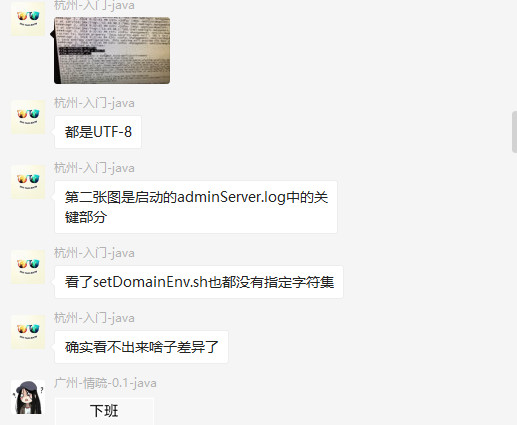 杭州-入门-java
杭州-入门-java
都是UTF-8
杭州-入门-java
第二张图是启动的adminServer.log中的关
键部分
杭州-入门-java
看了setDomainEnv.sh也都没有指定字符集
杭州-入门-java
确实看不出来啥子差异了
广州-情疏-0.1-java
下班